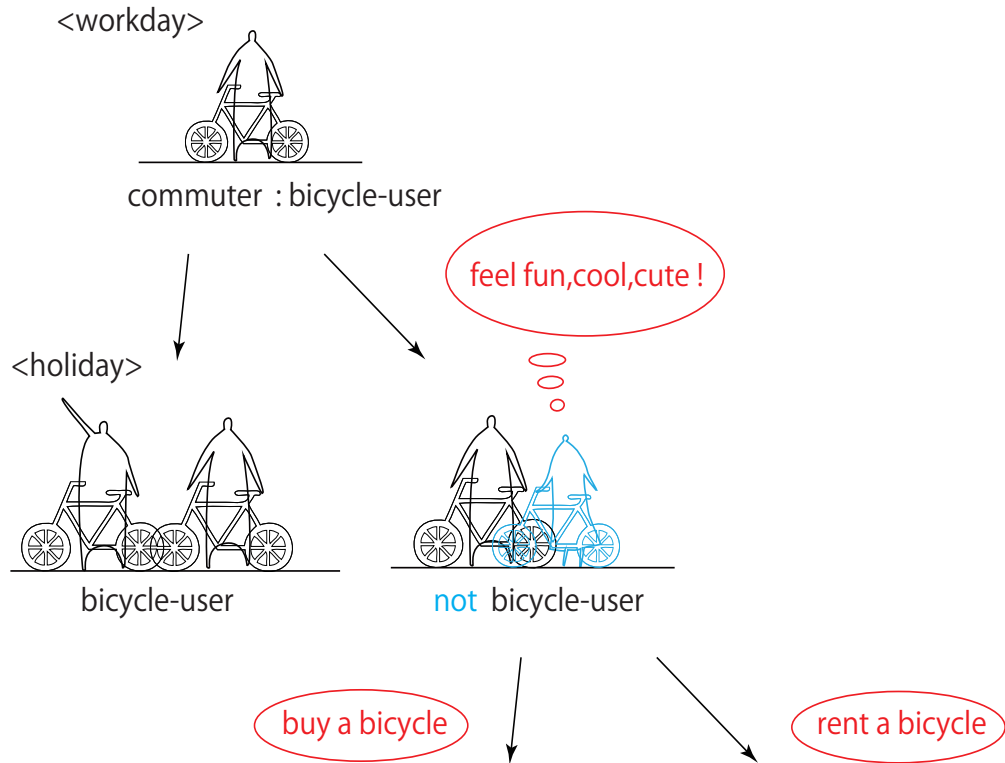 <workday>
commuter : bicycle-user
feel fun,cool,cute !
<holiday>
bicycle-user
not bicycle-user
buy a bicycle
rent a bicycle